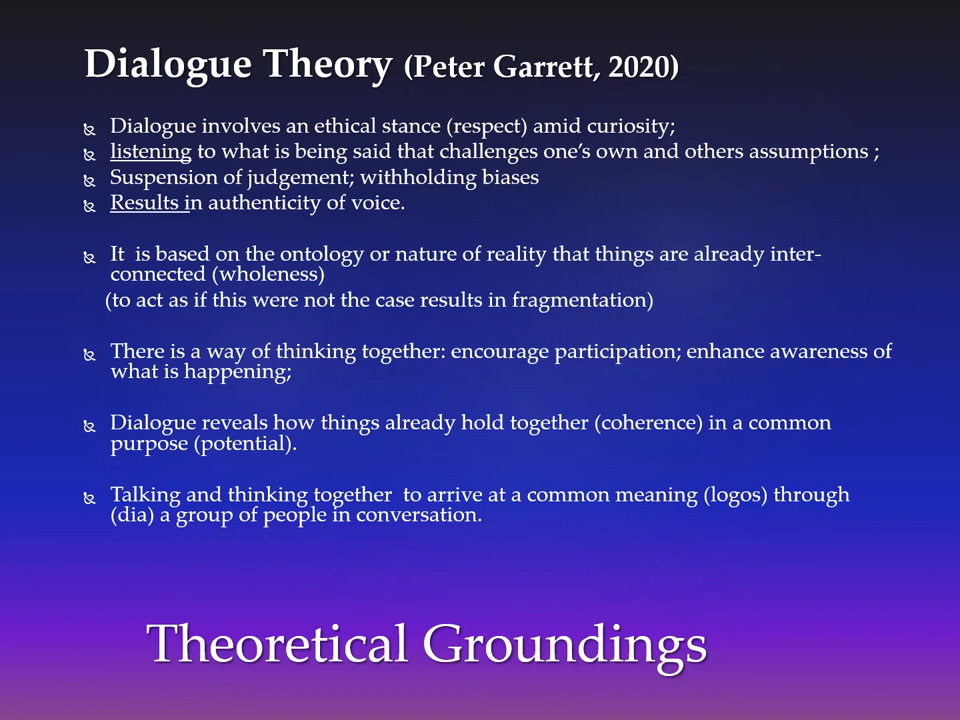 Dialogue Theory (Peter Garrett, 2020)
Dialogue involves an ethical stance (respect) amid curiosity;
listening to what is being said that challenges one's own and others assumptions ;
Suspension of judgement; withholding biases
Results in authenticity of voice.
It  is based on the ontology or nature of reality that things are already inter-
connected (wholeness)
(to act as if this were not the case results in fragmentation)
There is a way of thinking together: encourage participation; enhance awareness of
what is happening;
Dialogue reveals how things already hold together (coherence) in a common
purpose (potential).
Talking and thinking together  to arrive at a common meaning (logos) through
(dia) a group of people in conversation.
Theoretical Groundings